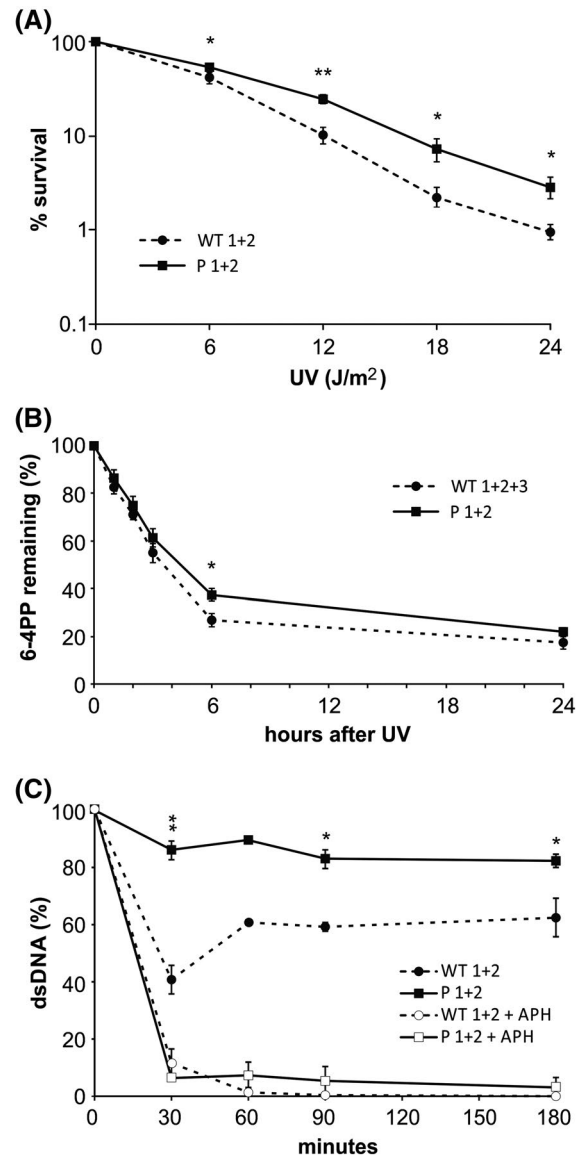 (A)
100
10
1
0.1
% survival
*
**
*
*
WT 1+2
P 1+2
0 6 12 18 24
UV (J/m²)
(B)
100
80
60
40
20
0
6-4PP remaining (%)
WT 1+2+3
P 1+2
*
0 6 12 18 24
hours after UV
(C)
100
80
60
40
20
0
dsDNA (%)
**
*
*
WT 1+2
P 1+2
WT 1+2 + APH
P 1+2 + APH
0 30 60 90 120 150 180
minutes